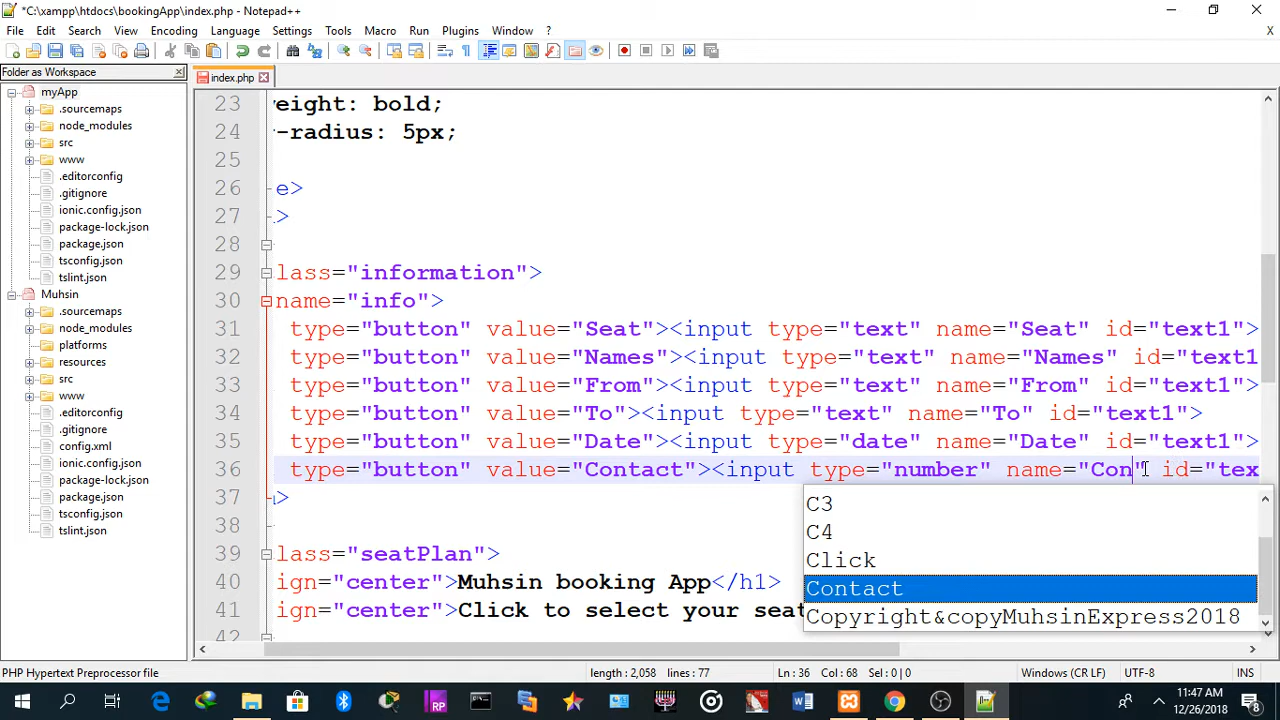 *C:\xampp\htdocs\bookingApp\index.php - Notepad++
File Edit Search View Encoding Language Settings Tools Macro Run Plugins Window ? X
Folder as Workspace
index.php
myApp
.sourcemaps
node_modules
src
www
.editorconfig
.gitignore
ionic.config.json
package-lock.json
package.json
tsconfig.json
tslint.json
Muhsin
.sourcemaps
node_modules
platforms
resources
src
www
.editorconfig
.gitignore
config.xml
ionic.config.json
package-lock.json
package.json
tsconfig.json
tslint.json
23 weight: bold;
24 -radius: 5px;
25
26 e>
27 >
28
29 lass="information">
30 name="info">
31 type="button" value="Seat"><input type="text" name="Seat" id="text1">
32 type="button" value="Names"><input type="text" name="Names" id="text1
33 type="button" value="From"><input type="text" name="From" id="text1">
34 type="button" value="To"><input type="text" name="To" id="text1">
35 type="button" value="Date"><input type="date" name="Date" id="text1">
36 type="button" value="Contact"><input type="number" name="Con" id="tex
37 >
38
39 lass="seatPlan">
40 ign="center">Muhsin booking App</h1>
41 ign="center">Click to select your seat
42
C3
C4
Click
Contact
Copyright&copyMuhsinExpress2018
PHP Hypertext Preprocessor file length : 2,058 lines : 77 Ln : 36 Col : 68 Sel : 0 | 0 Windows (CR LF) UTF-8 INS
11:47 AM
12/26/2018
8